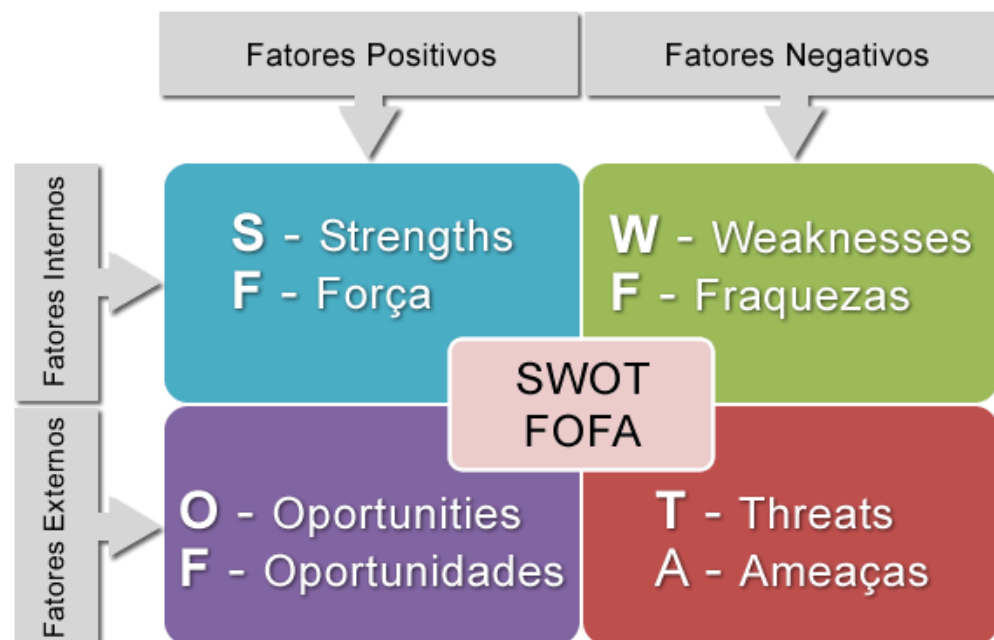 Fatores Positivos
Fatores Negativos
Fatores Internos
S - Strengths
F - Força
W - Weaknesses
F - Fraquezas
SWOT
FOFA
Fatores Externos
O - Oportunities
F - Oportunidades
T - Threats
A - Ameaças